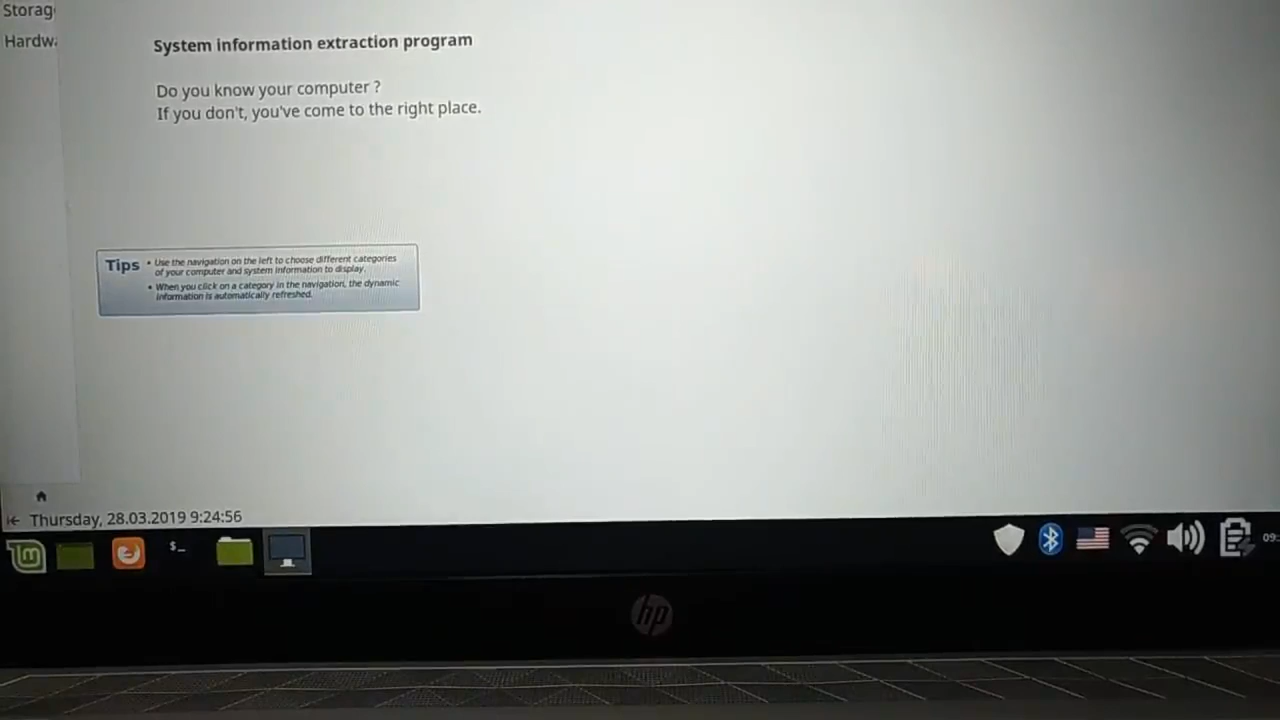 Storag
Hardwa
System information extraction program
Do you know your computer ?
If you don't, you've come to the right place.
Tips
• Use the navigation on the left to choose different categories
of your computer and system information to display.
• When you click on a category in the navigation, the dynamic
information is automatically refreshed.
Thursday, 28.03.2019 9:24:56
lm
$_
09:
hp